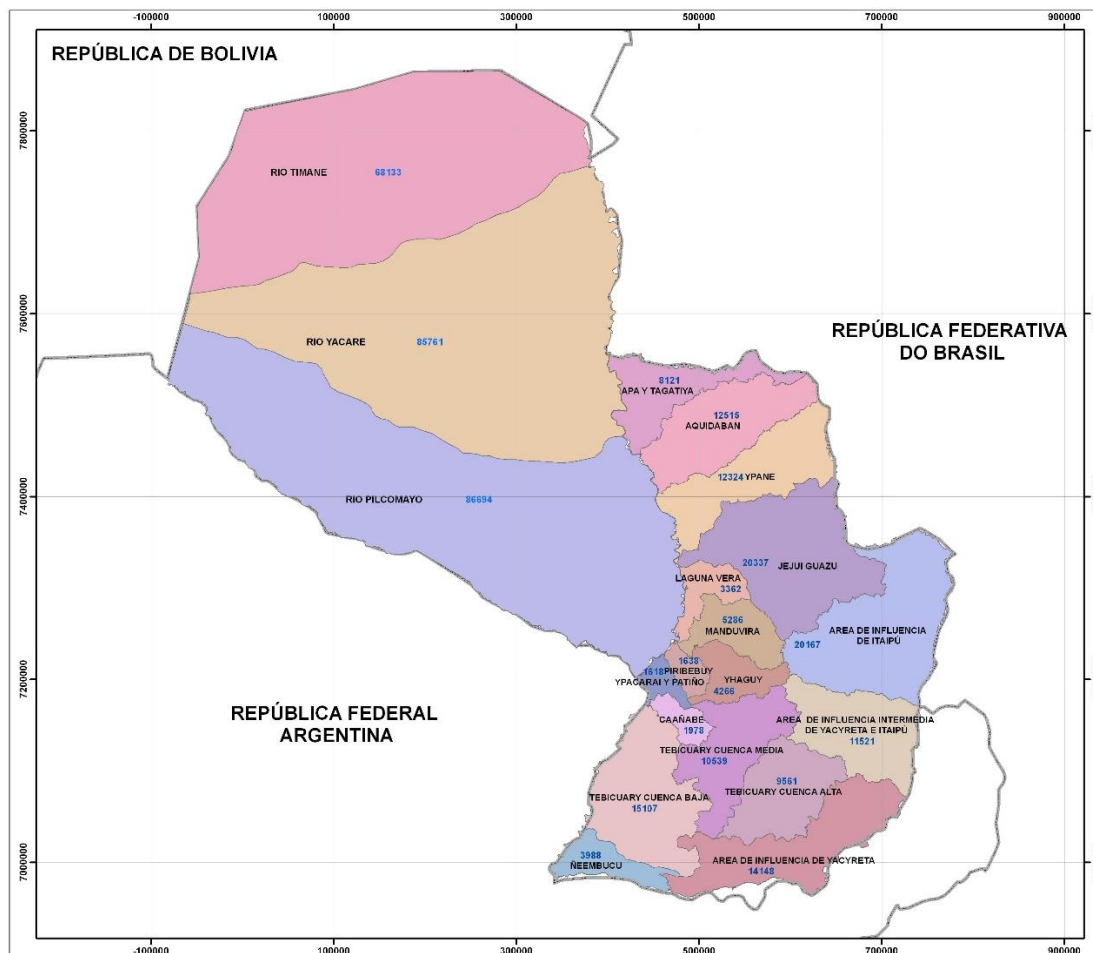 -100000 100000 300000 500000 700000 900000
REPÚBLICA DE BOLIVIA
7800000
RIO TIMANE 68133
7600000
RIO YACARE 85761
REPÚBLICA FEDERATIVA
DO BRASIL
8121
APA Y TAGATIYA
12515
AQUIDABAN
12324 YPANE
7400000
RIO PILCOMAYO 86694
20337 JEJUI GUAZU
LAGUNA VERA
3362
5286
MANDUVIRA
AREA DE INFLUENCIA
DE ITAIPÚ
20167
1638
PIRIBEBUY
1618
YPACARAI Y PATIÑO
YHAGUY
4266
7200000
REPÚBLICA FEDERAL
ARGENTINA
CAAÑABE
1978
AREA DE INFLUENCIA INTERMEDIA
DE YACYRETE E ITAIPÚ
11521
TEBICUARY CUENCA MEDIA
10539
9561
TEBICUARY CUENCA ALTA
TEBICUARY CUENCA BAJA
15107
7000000
3988
ÑEEMBUCU
AREA DE INFLUENCIA DE YACYRETA
14148
-100000 100000 300000 500000 700000 900000